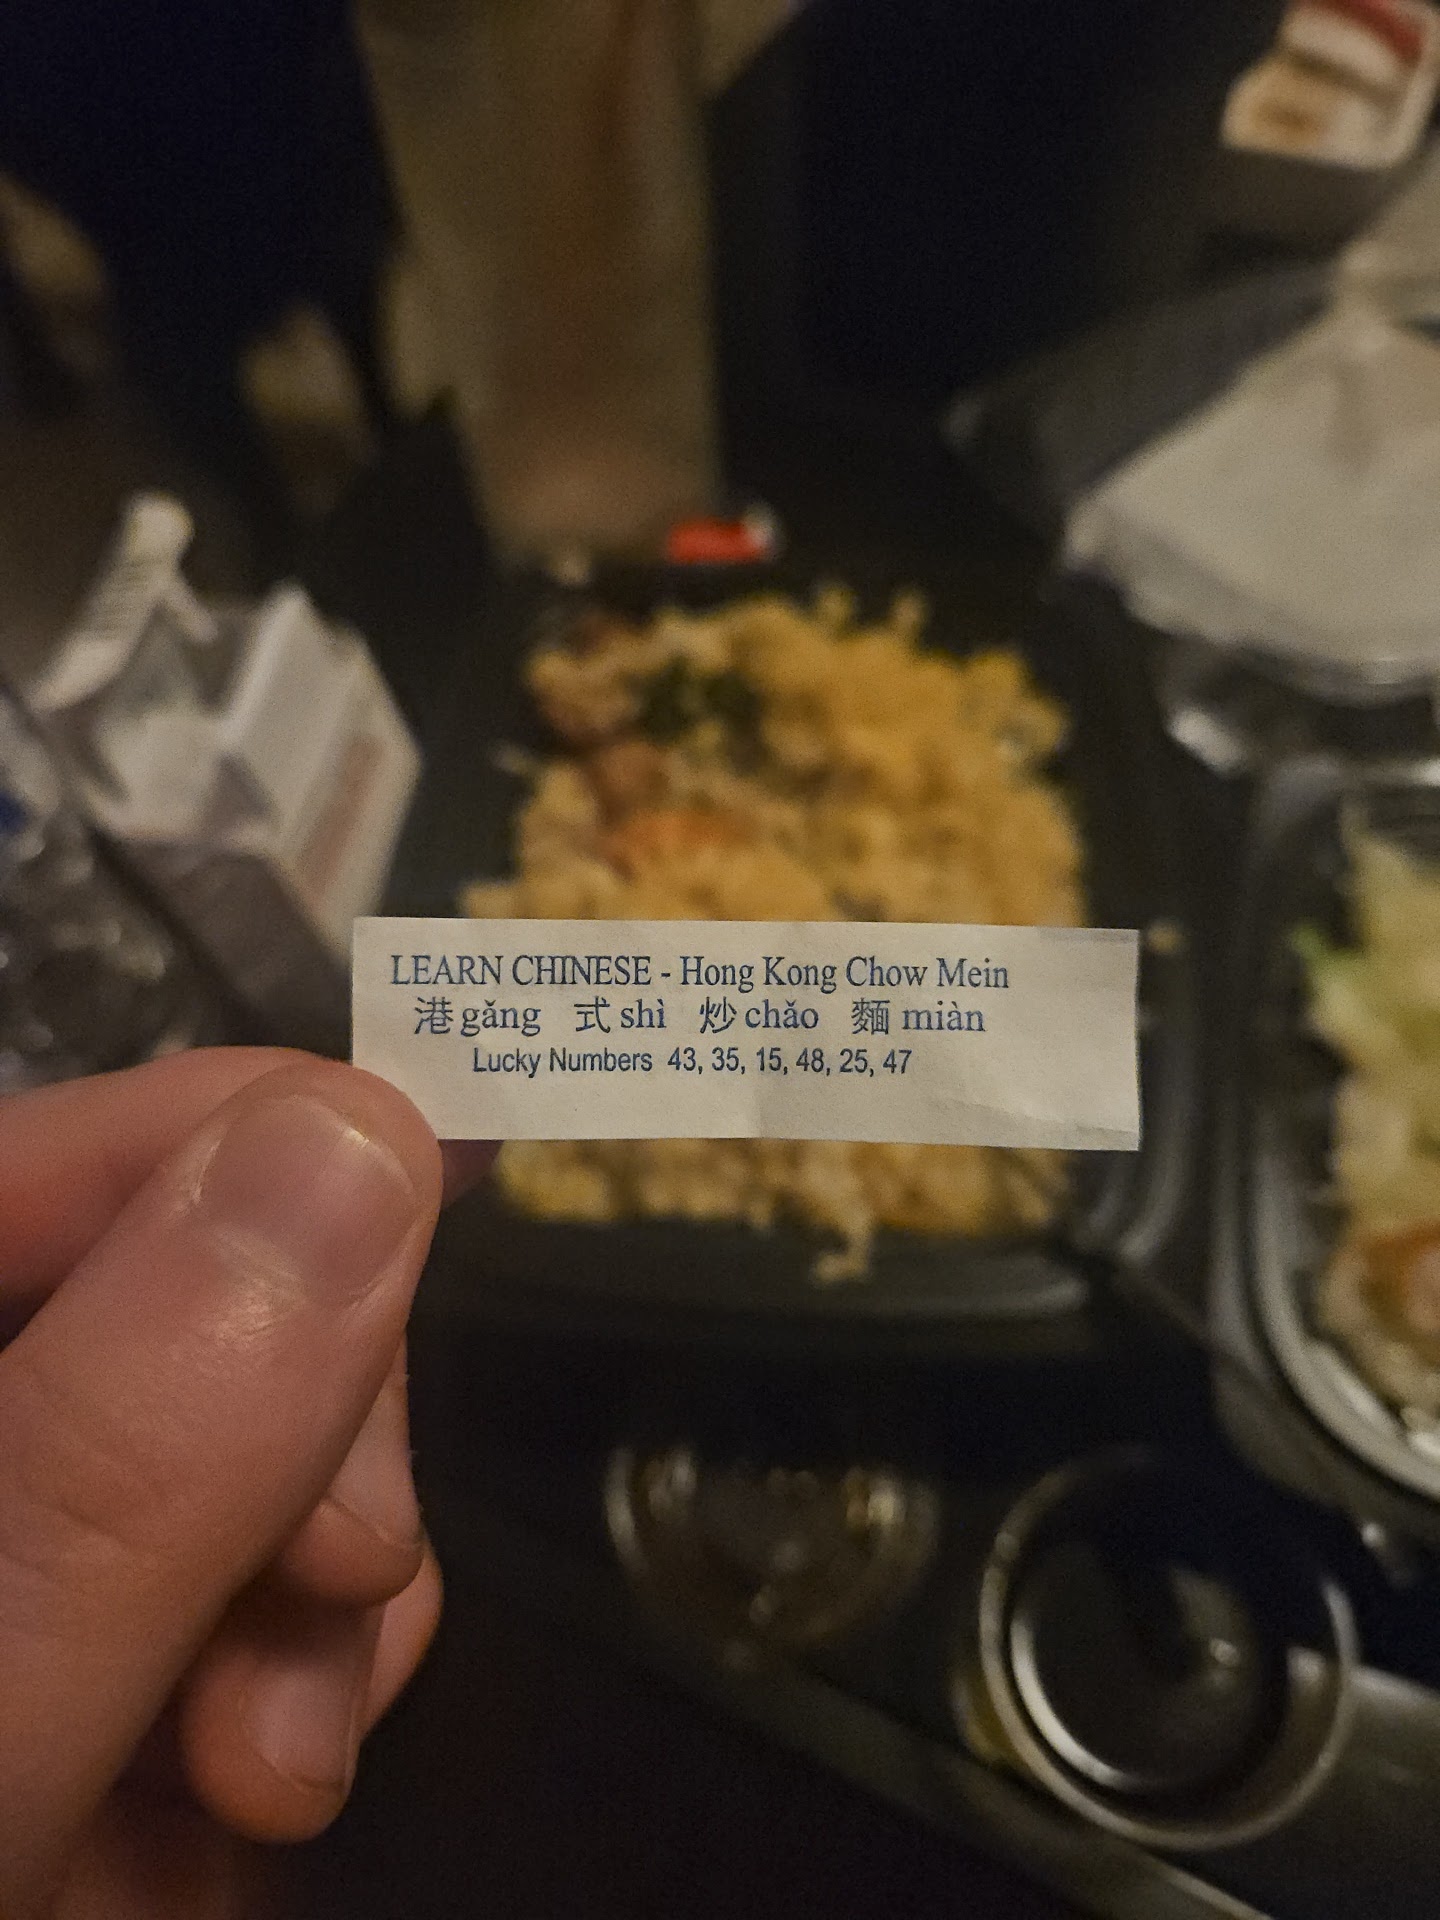 LEARN CHINESE - Hong Kong Chow Mein
港 gǎng 式 shì 炒 chǎo 麵 miàn
Lucky Numbers 43, 35, 15, 48, 25, 47